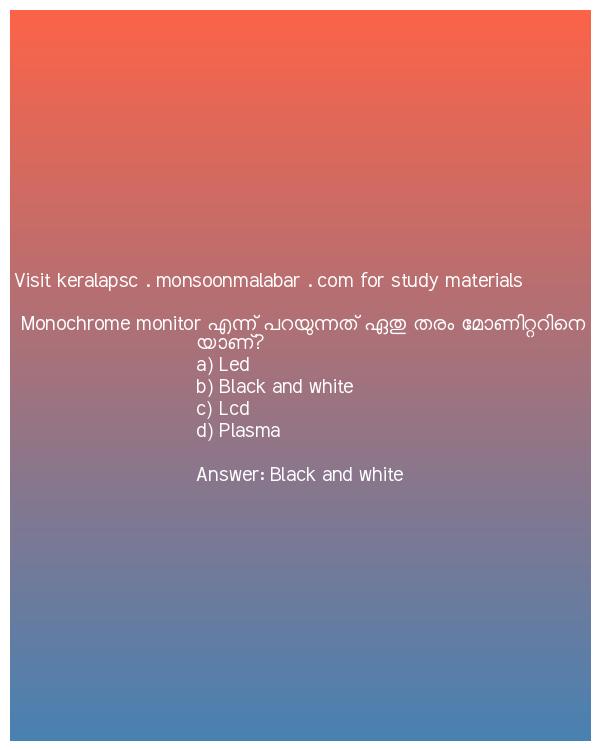 Visit keralapsc . monsoonmalabar . com for study materials
Monochrome monitor എന്ന് പറയുന്നത് ഏതു തരം മോണിറ്ററിനെ
യാണ്?
a) Led
b) Black and white
c) Lcd
d) Plasma
Answer: Black and white